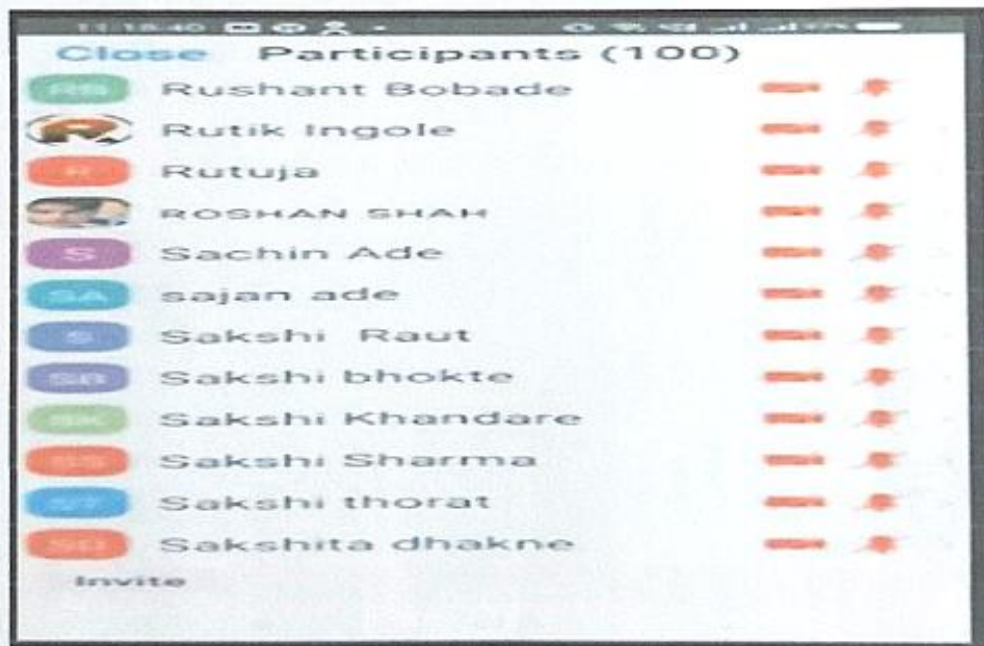 Close Participants (100)
RS Rushant Bobade
R Rutik Ingole
R Rutuja
ROSHAN SHAH
S Sachin Ade
SA sajan ade
S Sakshi Raut
SB Sakshi bhokte
SK Sakshi Khandare
SS Sakshi Sharma
ST Sakshi thorat
SD Sakshita dhakne
Invite